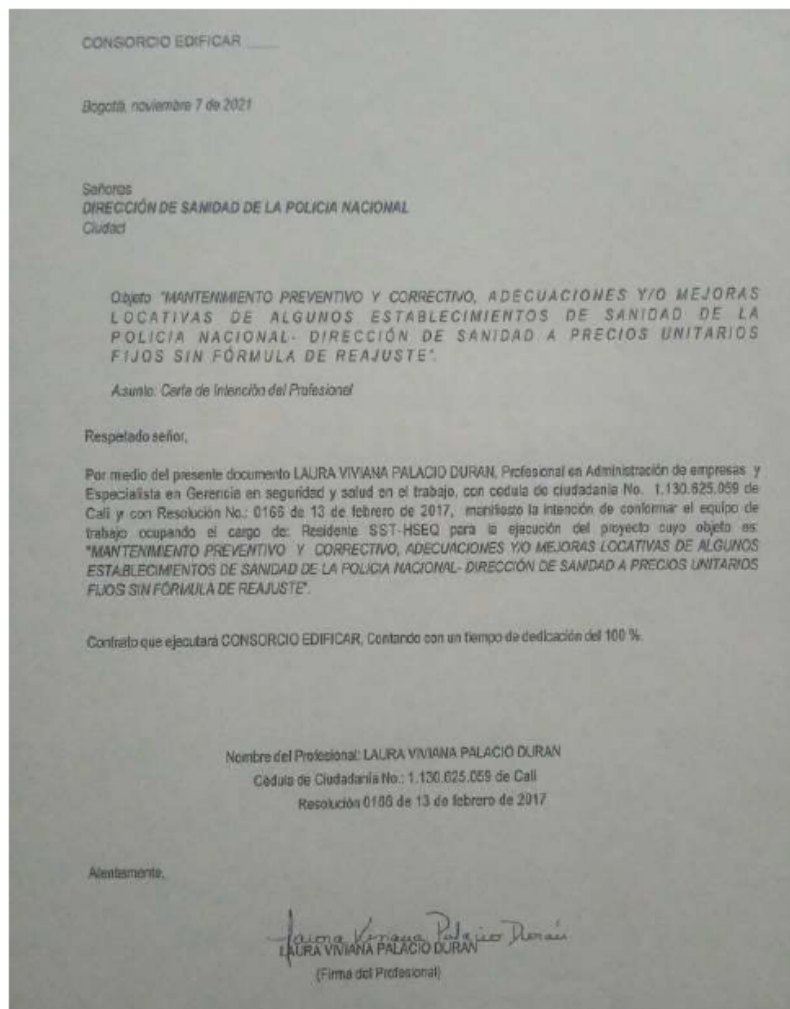 CONSORCIO EDIFICAR
Bogotá, noviembre 7 de 2021
Señores
DIRECCIÓN DE SANIDAD DE LA POLICIA NACIONAL
Ciudad
Objeto "MANTENIMIENTO PREVENTIVO Y CORRECTIVO, ADECUACIONES Y/O MEJORAS
LOCATIVAS DE ALGUNOS ESTABLECIMIENTOS DE SANIDAD DE LA
POLICIA NACIONAL- DIRECCIÓN DE SANIDAD A PRECIOS UNITARIOS
FIJOS SIN FÓRMULA DE REAJUSTE".
Asunto: Carta de Intención del Profesional
Respetado señor,
Por medio del presente documento LAURA VIVIANA PALACIO DURAN, Profesional en Administración de empresas y
Especialista en Gerencia en seguridad y salud en el trabajo, con cedula de ciudadanía No. 1.130.625.059 de
Cali y con Resolución No.: 0166 de 13 de febrero de 2017, manifiesto la intención de conformar el equipo de
trabajo ocupando el cargo de: Residente SST-HSEQ para la ejecución del proyecto cuyo objeto es:
"MANTENIMIENTO PREVENTIVO Y CORRECTIVO, ADECUACIONES Y/O MEJORAS LOCATIVAS DE ALGUNOS
ESTABLECIMIENTOS DE SANIDAD DE LA POLICIA NACIONAL- DIRECCIÓN DE SANIDAD A PRECIOS UNITARIOS
FIJOS SIN FÓRMULA DE REAJUSTE".
Contrato que ejecutará CONSORCIO EDIFICAR, Contando con un tiempo de dedicación del 100 %.
Nombre del Profesional: LAURA VIVIANA PALACIO DURAN
Cédula de Ciudadanía No.: 1.130.625.059 de Cali
Resolución 0166 de 13 de febrero de 2017
Atentamente,
Laura Viviana Palacio Durán
LAURA VIVIANA PALACIO DURAN
(Firma del Profesional)